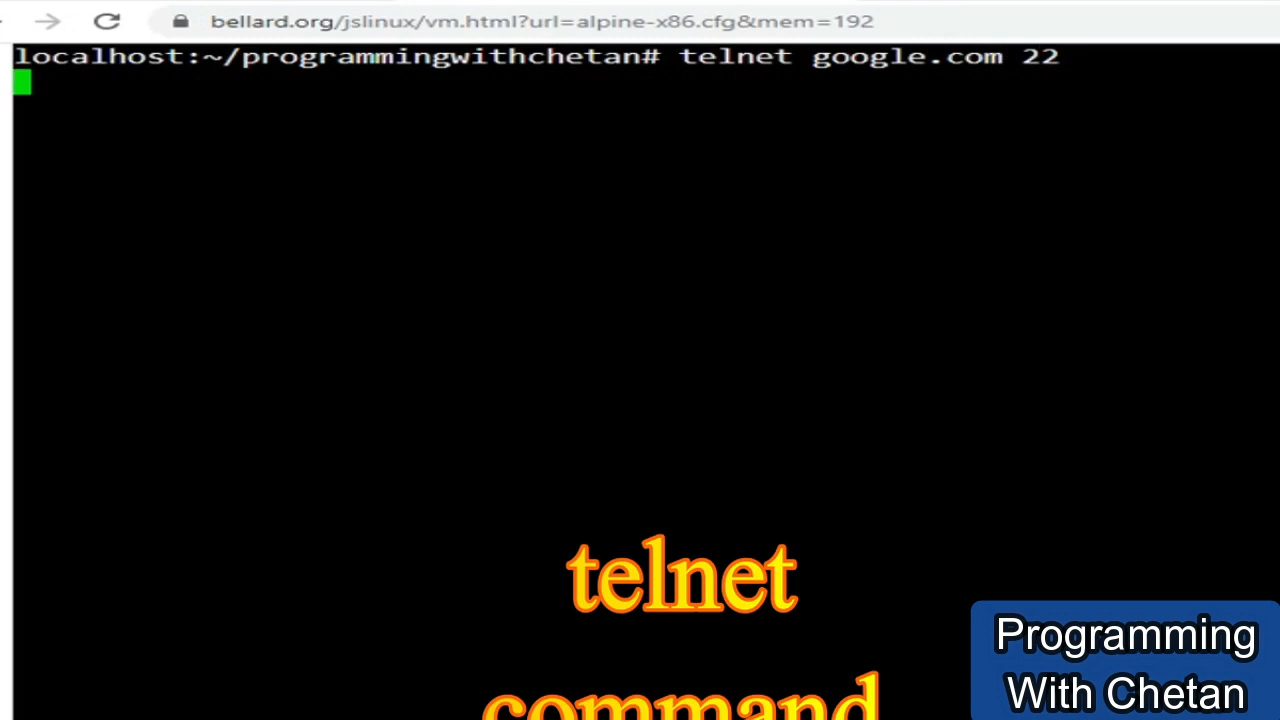 bellard.org/jslinux/vm.html?url=alpine-x86.cfg&mem=192
localhost:~/programmingwithchetan# telnet google.com 22
telnet
command
Programming
With Chetan